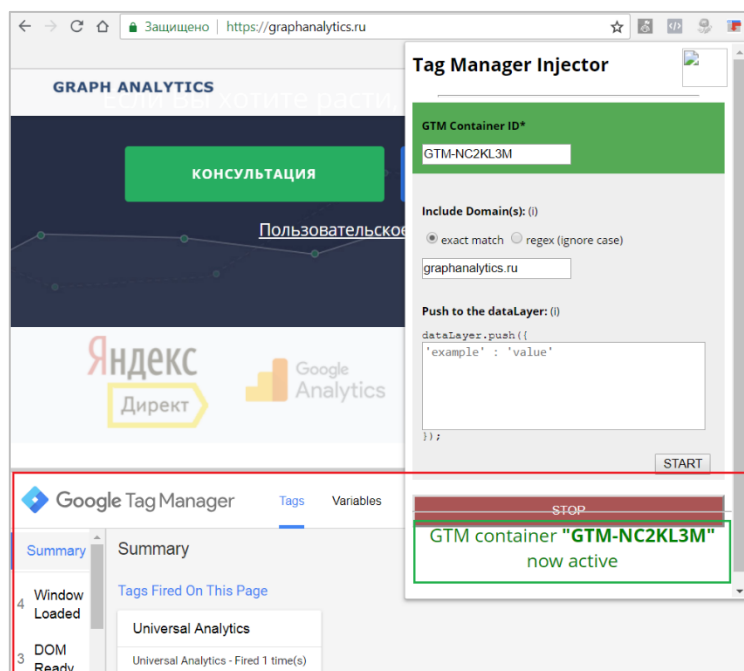 Защищено | https://graphanalytics.ru
GRAPH ANALYTICS
Если вы хотите расти,
КОНСУЛЬТАЦИЯ
Пользовательское
Яндекс
Директ
Google
Analytics
Tag Manager Injector
GTM Container ID*
GTM-NC2KL3M
Include Domain(s): (i)
exact match regex (ignore case)
graphanalytics.ru
Push to the dataLayer: (i)
dataLayer.push({
'example' : 'value'
});
START
STOP
GTM container "GTM-NC2KL3M"
now active
Google Tag Manager Tags Variables
Summary
4 Window
Loaded
3 DOM
Ready
Summary
Tags Fired On This Page
Universal Analytics
Universal Analytics - Fired 1 time(s)